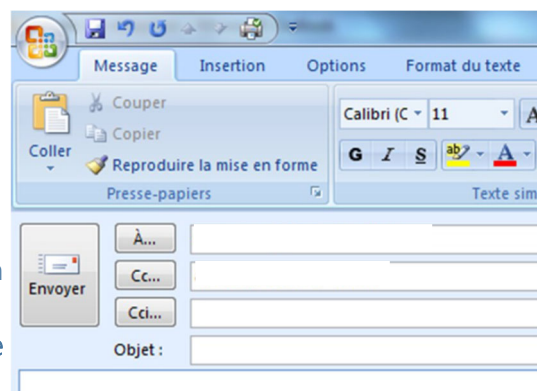 Message Insertion Options Format du texte
Couper
Copier
Coller
Reproduire la mise en forme
Presse-papiers
Calibri (C 11 A
G I S ab A
Texte sim
À...
Envoyer
Cc...
Cci...
Objet :